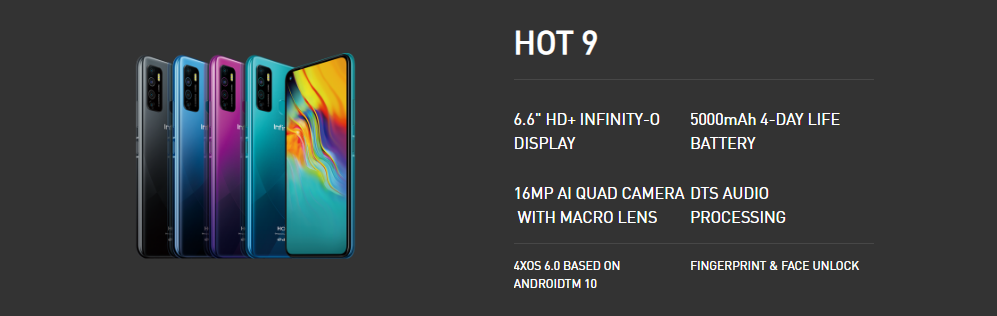 HOT 9
6.6" HD+ INFINITY-O
DISPLAY
5000mAh 4-DAY LIFE
BATTERY
16MP AI QUAD CAMERA
WITH MACRO LENS
DTS AUDIO
PROCESSING
4XOS 6.0 BASED ON
ANDROIDTM 10
FINGERPRINT & FACE UNLOCK